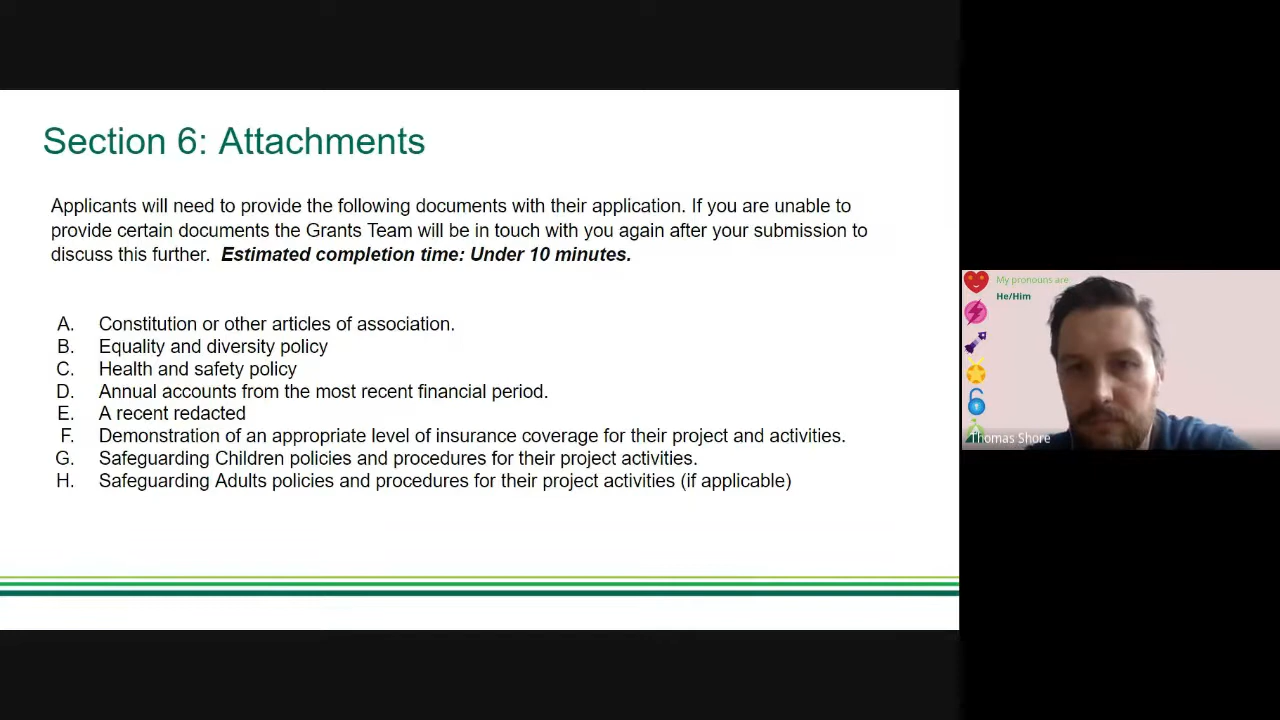 Section 6: Attachments
Applicants will need to provide the following documents with their application. If you are unable to
provide certain documents the Grants Team will be in touch with you again after your submission to
discuss this further. Estimated completion time: Under 10 minutes.
A. Constitution or other articles of association.
B. Equality and diversity policy
C. Health and safety policy
D. Annual accounts from the most recent financial period.
E. A recent redacted
F. Demonstration of an appropriate level of insurance coverage for their project and activities.
G. Safeguarding Children policies and procedures for their project activities.
H. Safeguarding Adults policies and procedures for their project activities (if applicable)
My pronouns are
He/Him
Thomas Shore